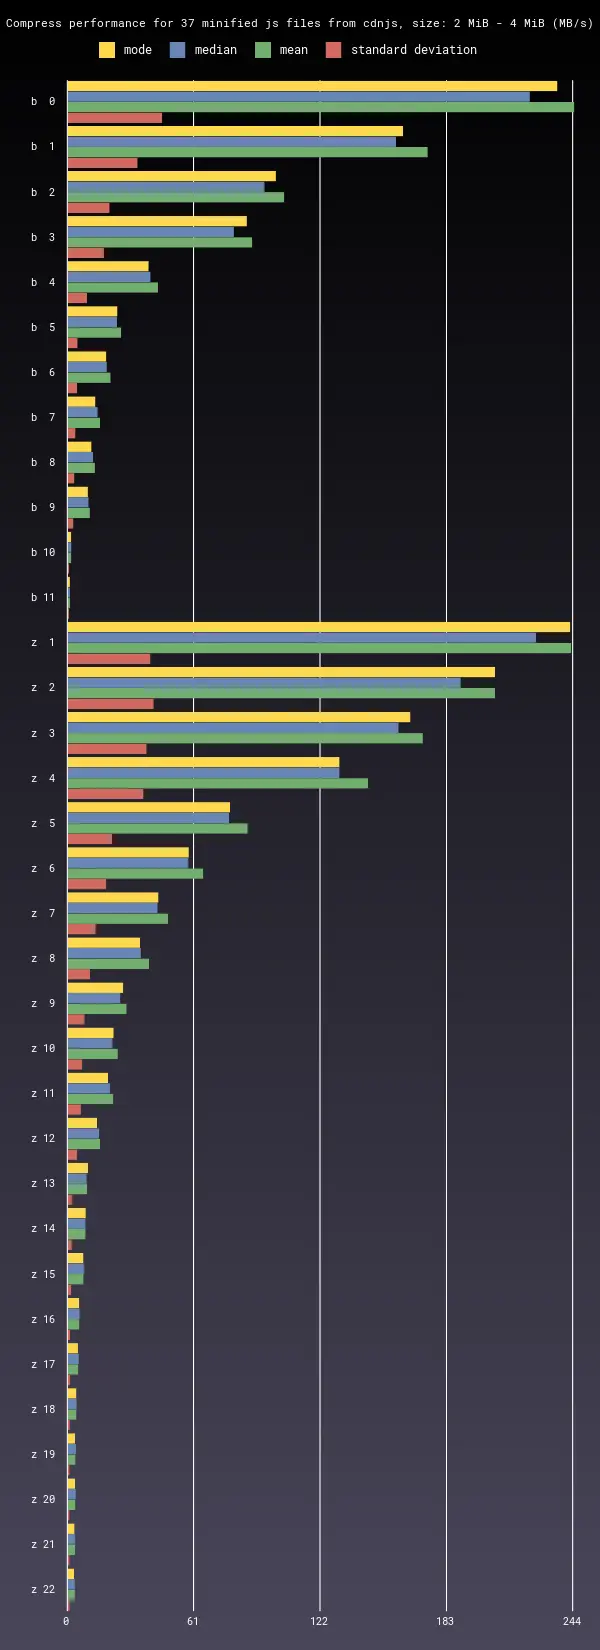 Compress performance for 37 minified js files from cdnjs, size: 2 MiB - 4 MiB (MB/s)
mode median mean standard deviation
b 0
b 1
b 2
b 3
b 4
b 5
b 6
b 7
b 8
b 9
b 10
b 11
z 1
z 2
z 3
z 4
z 5
z 6
z 7
z 8
z 9
z 10
z 11
z 12
z 13
z 14
z 15
z 16
z 17
z 18
z 19
z 20
z 21
z 22
0 61 122 183 244